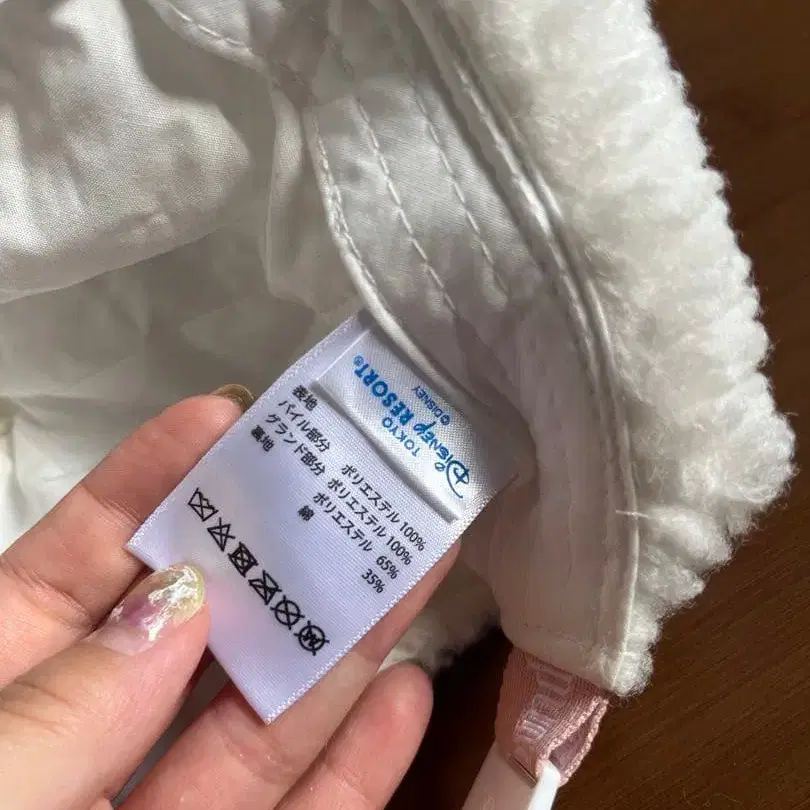 TOKYO
Disney RESORT®
©DISNEY
表地
パイル部分 ポリエステル 100%
グランド部分 ポリエステル 100%
裏地 ポリエステル 65%
綿 35%